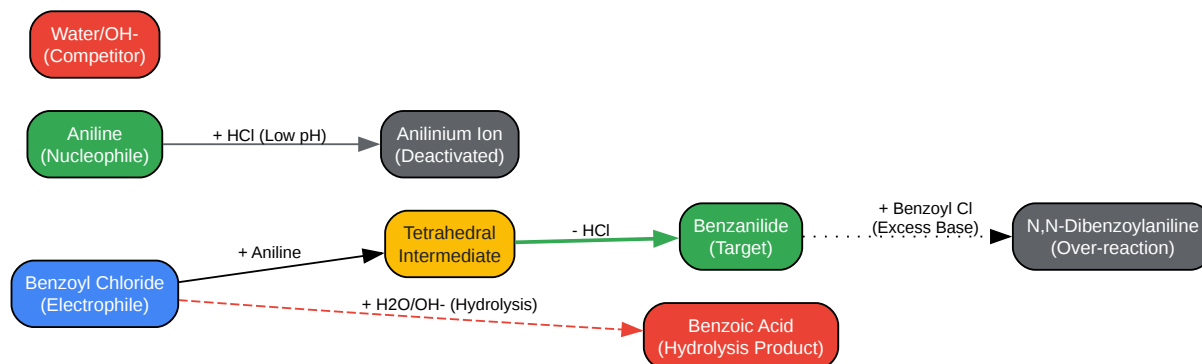 Water/OH-
(Competitor)
Aniline
(Nucleophile)
+ HCl (Low pH)
Anilinium Ion
(Deactivated)
Benzoyl Chloride
(Electrophile)
+ Aniline
Tetrahedral
Intermediate
- HCl
Benzanilide
(Target)
+ Benzoyl Cl
(Excess Base)
N,N-Dibenzoylaniline
(Over-reaction)
+ H2O/OH- (Hydrolysis)
Benzoic Acid
(Hydrolysis Product)